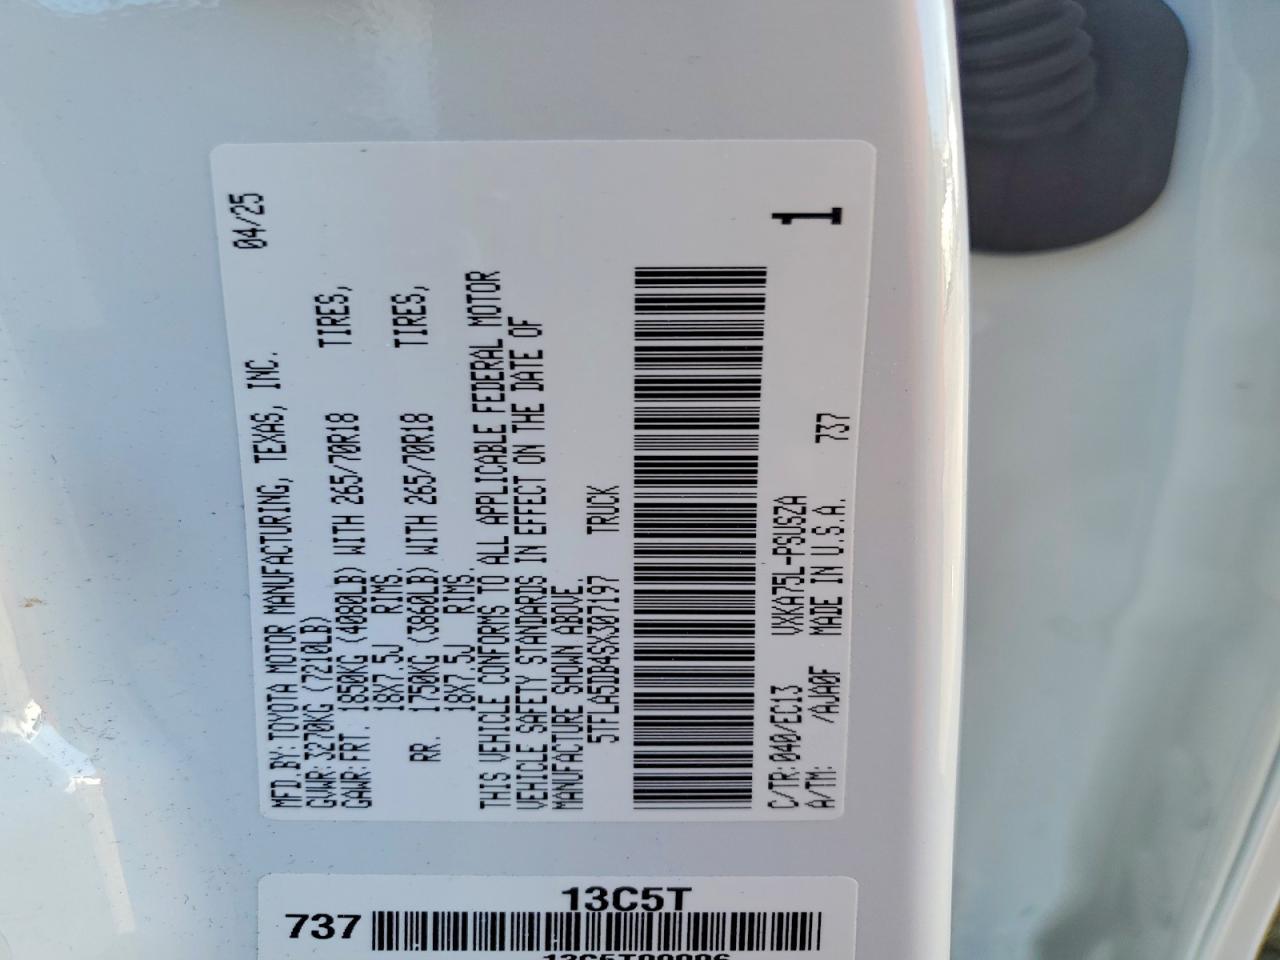 MFD.BY:TOYOTA MOTOR MANUFACTURING, TEXAS, INC. 04/25
GVWR:3270KG (7210LB)
GAWR:FRT. 1850KG (4080LB) WITH 265/70R18 TIRES,
18X7.5J RIMS.
RR. 1750KG (3860LB) WITH 265/70R18 TIRES,
18X7.5J RIMS.
THIS VEHICLE CONFORMS TO ALL APPLICABLE FEDERAL MOTOR
VEHICLE SAFETY STANDARDS IN EFFECT ON THE DATE OF
MANUFACTURE SHOWN ABOVE.
5TFLA5DB4SX307197 TRUCK
C/TR:040/EC13 VXKA75L-PSUSZA 1
A/TM: /AJA0F MADE IN U.S.A. 737
13C5T
737